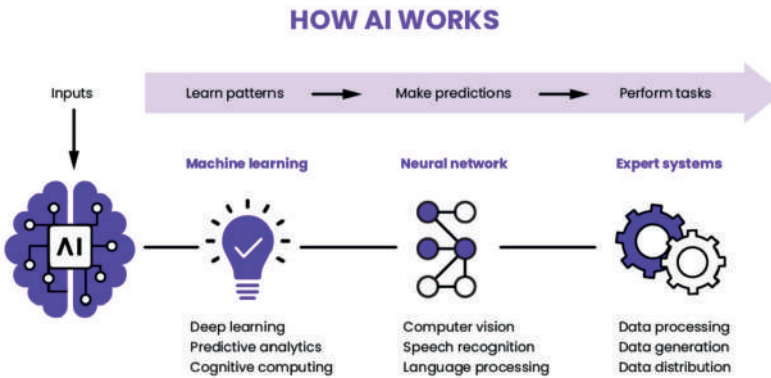 HOW AI WORKS
Inputs
Learn patterns
Make predictions
Perform tasks
Machine learning
Neural network
Expert systems
AI
Deep learning
Predictive analytics
Cognitive computing
Computer vision
Speech recognition
Language processing
Data processing
Data generation
Data distribution